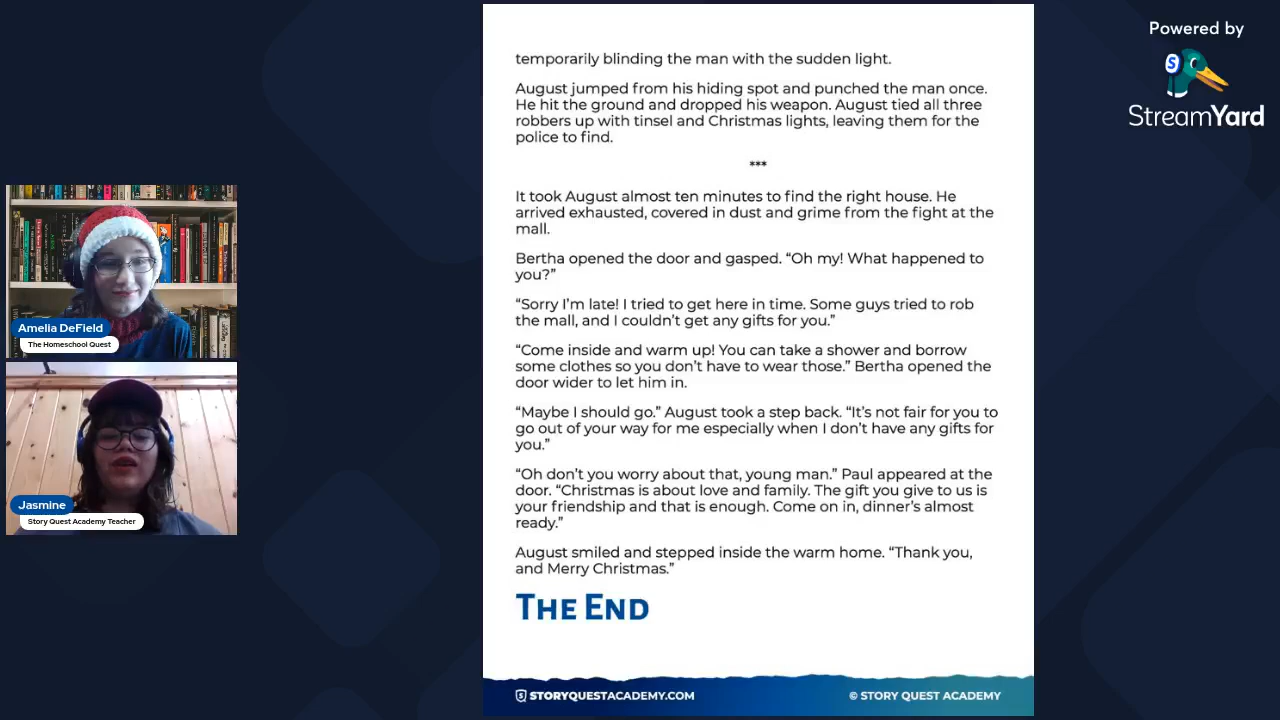 temporarily blinding the man with the sudden light.
August jumped from his hiding spot and punched the man once.
He hit the ground and dropped his weapon. August tied all three
robbers up with tinsel and Christmas lights, leaving them for the
police to find.
***
It took August almost ten minutes to find the right house. He
arrived exhausted, covered in dust and grime from the fight at the
mall.
Bertha opened the door and gasped. “Oh my! What happened to
you?”
“Sorry I’m late! I tried to get here in time. Some guys tried to rob
the mall, and I couldn’t get any gifts for you.”
“Come inside and warm up! You can take a shower and borrow
some clothes so you don’t have to wear those.” Bertha opened the
door wider to let him in.
“Maybe I should go.” August took a step back. “It’s not fair for you to
go out of your way for me especially when I don’t have any gifts for
you.”
“Oh don’t you worry about that, young man.” Paul appeared at the
door. “Christmas is about love and family. The gift you give to us is
your friendship and that is enough. Come on in, dinner’s almost
ready.”
August smiled and stepped inside the warm home. “Thank you,
and Merry Christmas.”
The End
STORYQUESTACADEMY.COM
© STORY QUEST ACADEMY
Amelia DeField
The Homeschool Quest
Jasmine
Story Quest Academy Teacher
Powered by
S
StreamYard